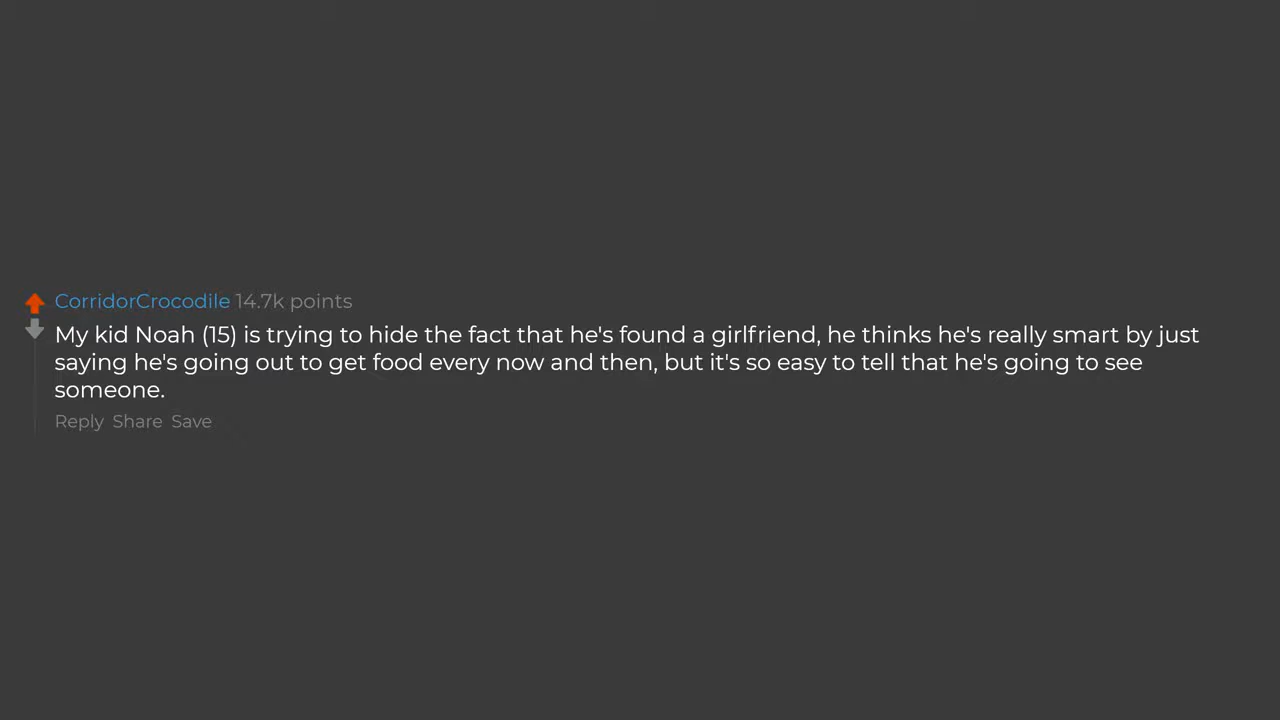 CorridorCrocodile 14.7k points
My kid Noah (15) is trying to hide the fact that he's found a girlfriend, he thinks he's really smart by just
saying he's going out to get food every now and then, but it's so easy to tell that he's going to see
someone.
Reply Share Save